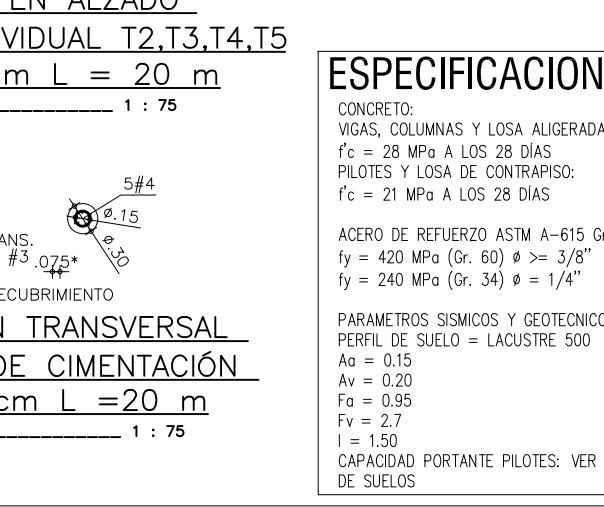 EN ALZADO
VIDUAL T2,T3,T4,T5
cm L = 20 m
1 : 75
5#4
ø.15
ø.30
ANS.
#3 .075*
ECUBRIMIENTO
N TRANSVERSAL
DE CIMENTACIÓN
cm L =20 m
1 : 75
ESPECIFICACION
CONCRETO:
VIGAS, COLUMNAS Y LOSA ALIGERADA
f'c = 28 MPa A LOS 28 DÍAS
PILOTES Y LOSA DE CONTRAPISO:
f'c = 21 MPa A LOS 28 DÍAS
ACERO DE REFUERZO ASTM A-615 Gr
fy = 420 MPa (Gr. 60) ø >= 3/8"
fy = 240 MPa (Gr. 34) ø = 1/4"
PARAMETROS SISMICOS Y GEOTECNICO
PERFIL DE SUELO = LACUSTRE 500
Aa = 0.15
Av = 0.20
Fa = 0.95
Fv = 2.7
I = 1.50
CAPACIDAD PORTANTE PILOTES: VER
DE SUELOS